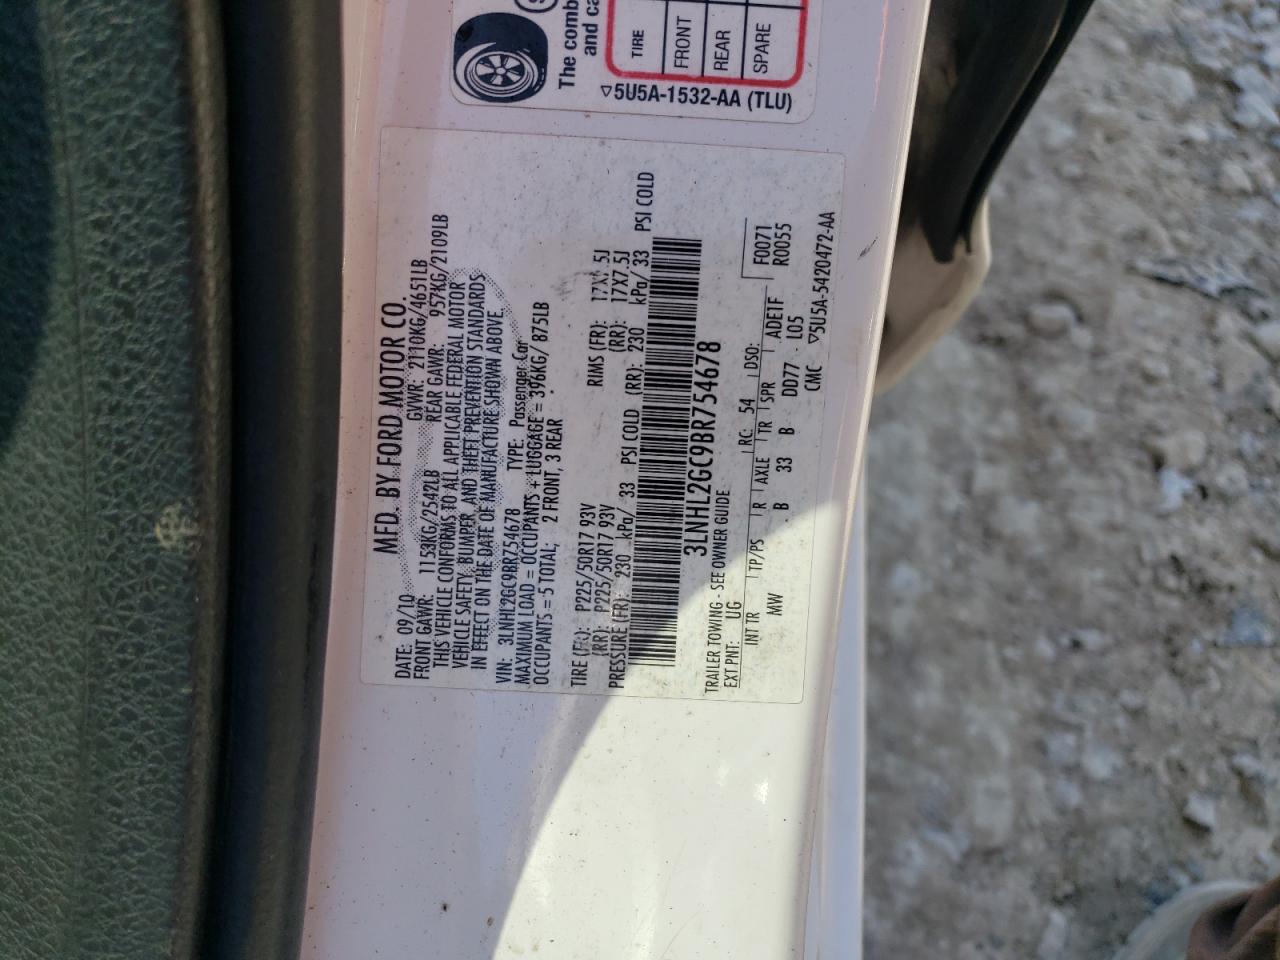 The comb
and ca
TIRE
FRONT
REAR
SPARE
▽5U5A-1532-AA (TLU)
MFD. BY FORD MOTOR CO.
DATE: 09/10 GVWR: 2110KG/4651LB
FRONT GAWR: 1153KG/2542LB REAR GAWR: 957KG/2109LB
THIS VEHICLE CONFORMS TO ALL APPLICABLE FEDERAL MOTOR
VEHICLE SAFETY, BUMPER, AND THEFT PREVENTION STANDARDS
IN EFFECT ON THE DATE OF MANUFACTURE SHOWN ABOVE.
VIN: 3LNHL2GC9BR754678 TYPE: Passenger Car
MAXIMUM LOAD = OCCUPANTS + LUGGAGE = 396KG/ 875LB
OCCUPANTS = 5 TOTAL; 2 FONT, 3 REAR
TIRE (FR): P225/50R17 93V RIMS (FR): 17X7.5J
(RR): P225/50R17 93V (RR): 17X7.5J
PRESSURE (FR): 230 kPa/ 33 PSI COLD (RR): 230 kPa/ 33 PSI COLD
3LNHL2GC9BR754678
TRAILER TOWING - SEE OWNER GUIDE
EXT PNT: UG RC: 54 DSO: F0071
INT TR TP/PS R AXLE TR SPR ADETF R0055
MW B 33 B DD77 L05
CMC ▽5U5A-5420472-AA